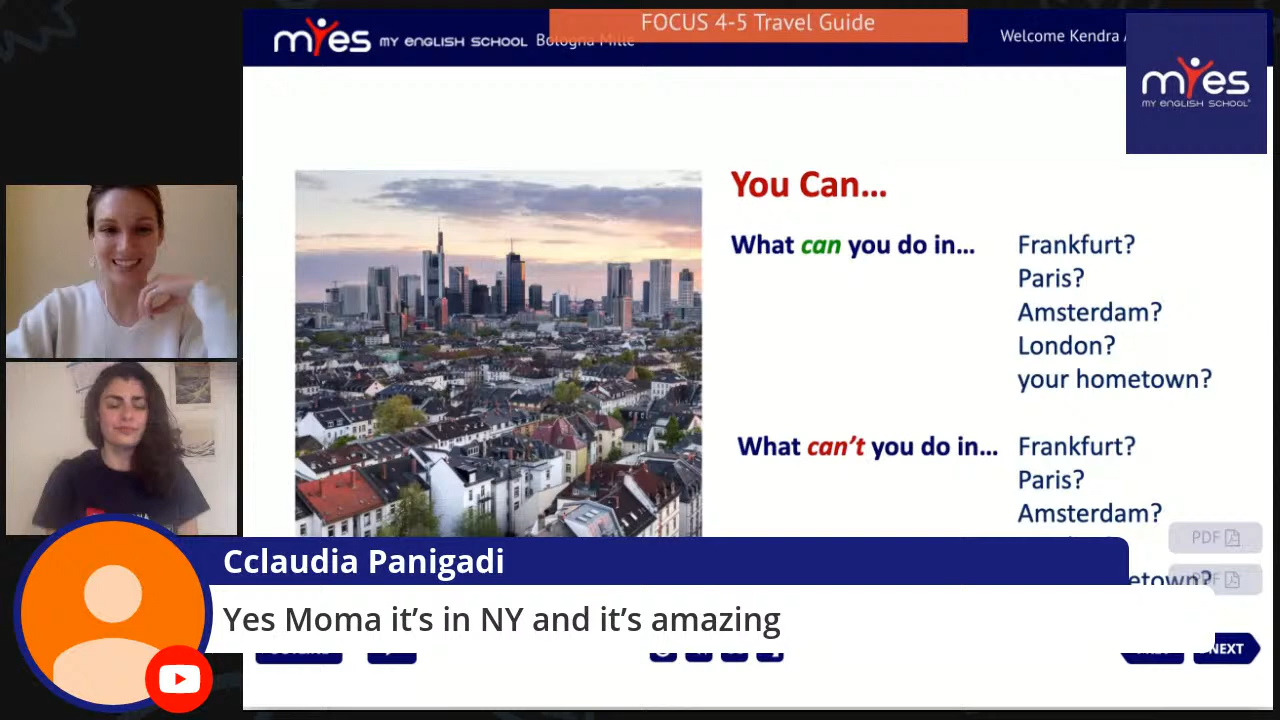 FOCUS 4-5 Travel Guide
myes MY ENGLISH SCHOOL Bologna Mille
Welcome Kendra A
myes
MY ENGLISH SCHOOL
You Can...
What can you do in... Frankfurt?
Paris?
Amsterdam?
London?
your hometown?
What can't you do in... Frankfurt?
Paris?
Amsterdam?
PDF
PDF
Cclaudia Panigadi
Yes Moma it's in NY and it's amazing
NEXT